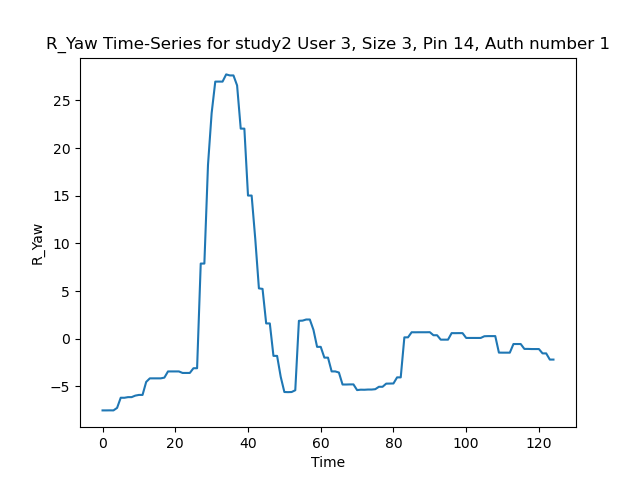 R_Yaw Time-Series for study2 User 3, Size 3, Pin 14, Auth number 1
25
20
15
10
5
0
−5
R_Yaw
0 20 40 60 80 100 120
Time